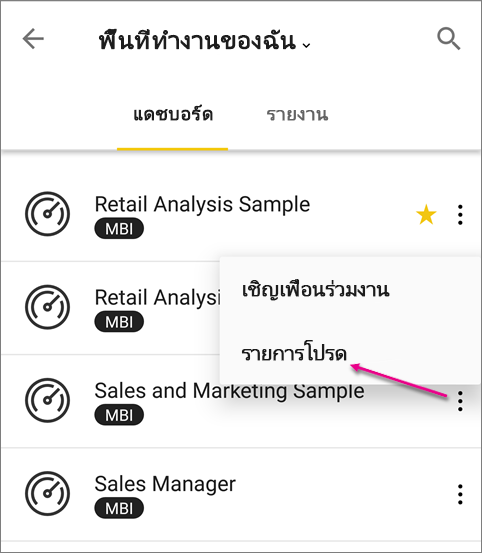 พื้นที่ทำงานของฉัน
แดชบอร์ด รายงาน
Retail Analysis Sample
MBI
Retail Analysi
MBI
เชิญเพื่อนร่วมงาน
รายการโปรด
Sales and Marketing Sample
MBI
Sales Manager
MBI